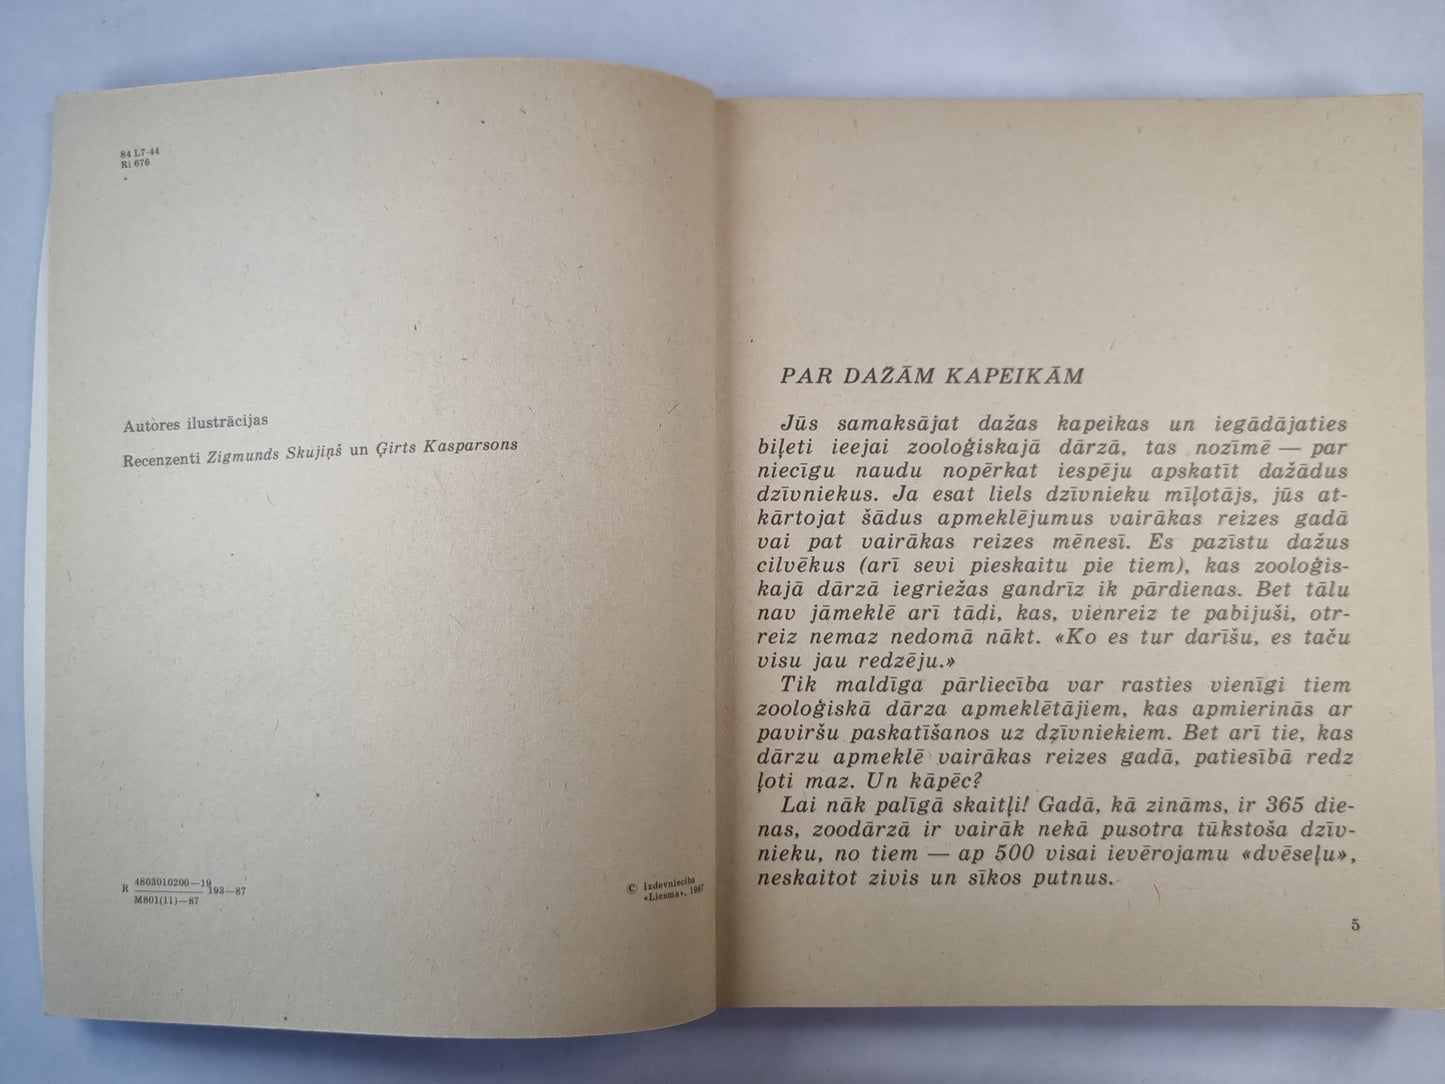 84 L7-44
Ri 676
Autores ilustrācijas
Recenzenti Zigmunds Skujiņš un Ģirts Kasparsons
R 4803010200—19 193—87
M801(11)—87
© Izdevniecība
«Liesma», 1987
PAR DAŽĀM KAPEIKĀM
Jūs samaksājat dažas kapeikas un iegādājaties
biļeti ieejai zooloģiskajā dārzā, tas nozīmē — par
niecīgu naudu nopērkat iespēju apskatīt dažādus
dzīvniekus. Ja esat liels dzīvnieku mīļotājs, jūs at-
kārtojat šādus apmeklējumus vairākas reizes gadā
vai pat vairākas reizes mēnesī. Es pazīstu dažus
cilvēkus (arī sevi pieskaitu pie tiem), kas zooloģis-
kajā dārzā iegriežas gandrīz ik pārdienas. Bet tālu
nav jāmeklē arī tādi, kas, vienreiz te pabijuši, otr-
reiz nemaz nedomā nākt. «Ko es tur darīšu, es taču
visu jau redzēju.»
Tik maldīga pārliecība var rasties vienīgi tiem
zooloģiskā dārza apmeklētājiem, kas apmierinās ar
paviršu paskatīšanos uz dzīvniekiem. Bet arī tie, kas
dārzu apmeklē vairākas reizes gadā, patiesībā redz
ļoti maz. Un kāpēc?
Lai nāk palīgā skaitļi! Gadā, kā zināms, ir 365 die-
nas, zoodārzā ir vairāk nekā pusotra tūkstoša dzīv-
nieku, no tiem — ap 500 visai ievērojamu «dvēseļu»,
neskaitot zivis un sīkos putnus.
5